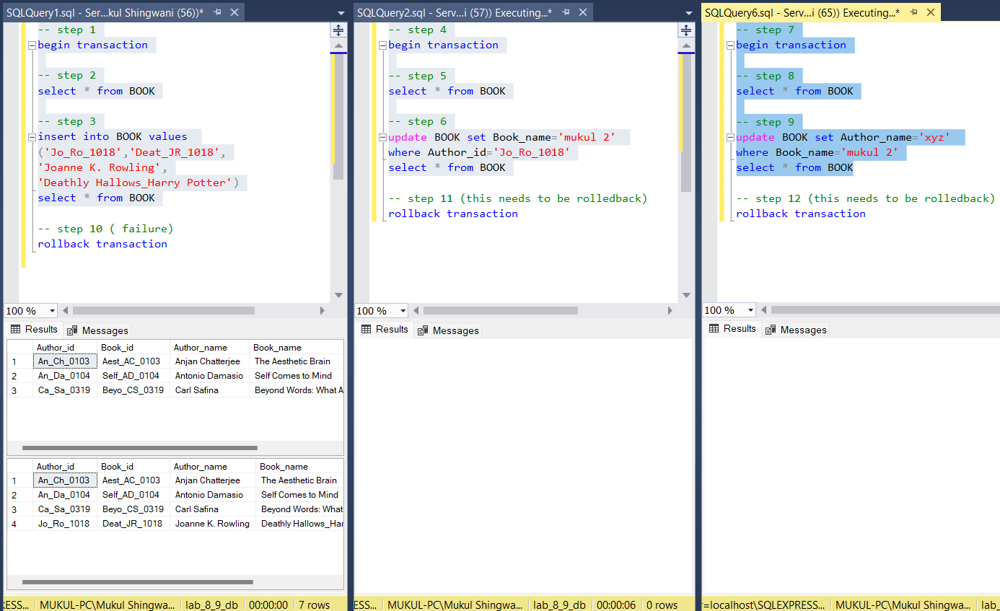 SQLQuery1.sql - Ser...kul Shingwani (56))*
-- step 1
begin transaction
-- step 2
select * from BOOK
-- step 3
insert into BOOK values
('Jo_Ro_1018','Deat_JR_1018',
'Joanne K. Rowling',
'Deathly Hallows_Harry Potter')
select * from BOOK
-- step 10 ( failure)
rollback transaction
100 %
Results Messages
Author_id Book_id Author_name Book_name
1 An_Ch_0103 Aest_AC_0103 Anjan Chatterjee The Aesthetic Brain
2 An_Da_0104 Self_AD_0104 Antonio Damasio Self Comes to Mind
3 Ca_Sa_0319 Beyo_CS_0319 Carl Safina Beyond Words: What A
Author_id Book_id Author_name Book_name
1 An_Ch_0103 Aest_AC_0103 Anjan Chatterjee The Aesthetic Brain
2 An_Da_0104 Self_AD_0104 Antonio Damasio Self Comes to Mind
3 Ca_Sa_0319 Beyo_CS_0319 Carl Safina Beyond Words: What
4 Jo_Ro_1018 Deat_JR_1018 Joanne K. Rowling Deathly Hallows_Har
RESS... MUKUL-PC\Mukul Shingwa... lab_8_9_db 00:00:00 7 rows
SQLQuery2.sql - Serv...i (57)) Executing...*
-- step 4
begin transaction
-- step 5
select * from BOOK
-- step 6
update BOOK set Book_name='mukul 2'
where Author_id='Jo_Ro_1018'
select * from BOOK
-- step 11 (this needs to be rolledback)
rollback transaction
100 %
Results Messages
ESS... MUKUL-PC\Mukul Shingwa... lab_8_9_db 00:00:06 0 rows
SQLQuery6.sql - Serv...i (65)) Executing...*
-- step 7
begin transaction
-- step 8
select * from BOOK
-- step 9
update BOOK set Author_name='xyz'
where Book_name='mukul 2'
select * from BOOK
-- step 12 (this needs to be rolledback)
rollback transaction
100 %
Results Messages
=localhost\SQLEXPRESS... MUKUL-PC\Mukul Shingwa... lab_